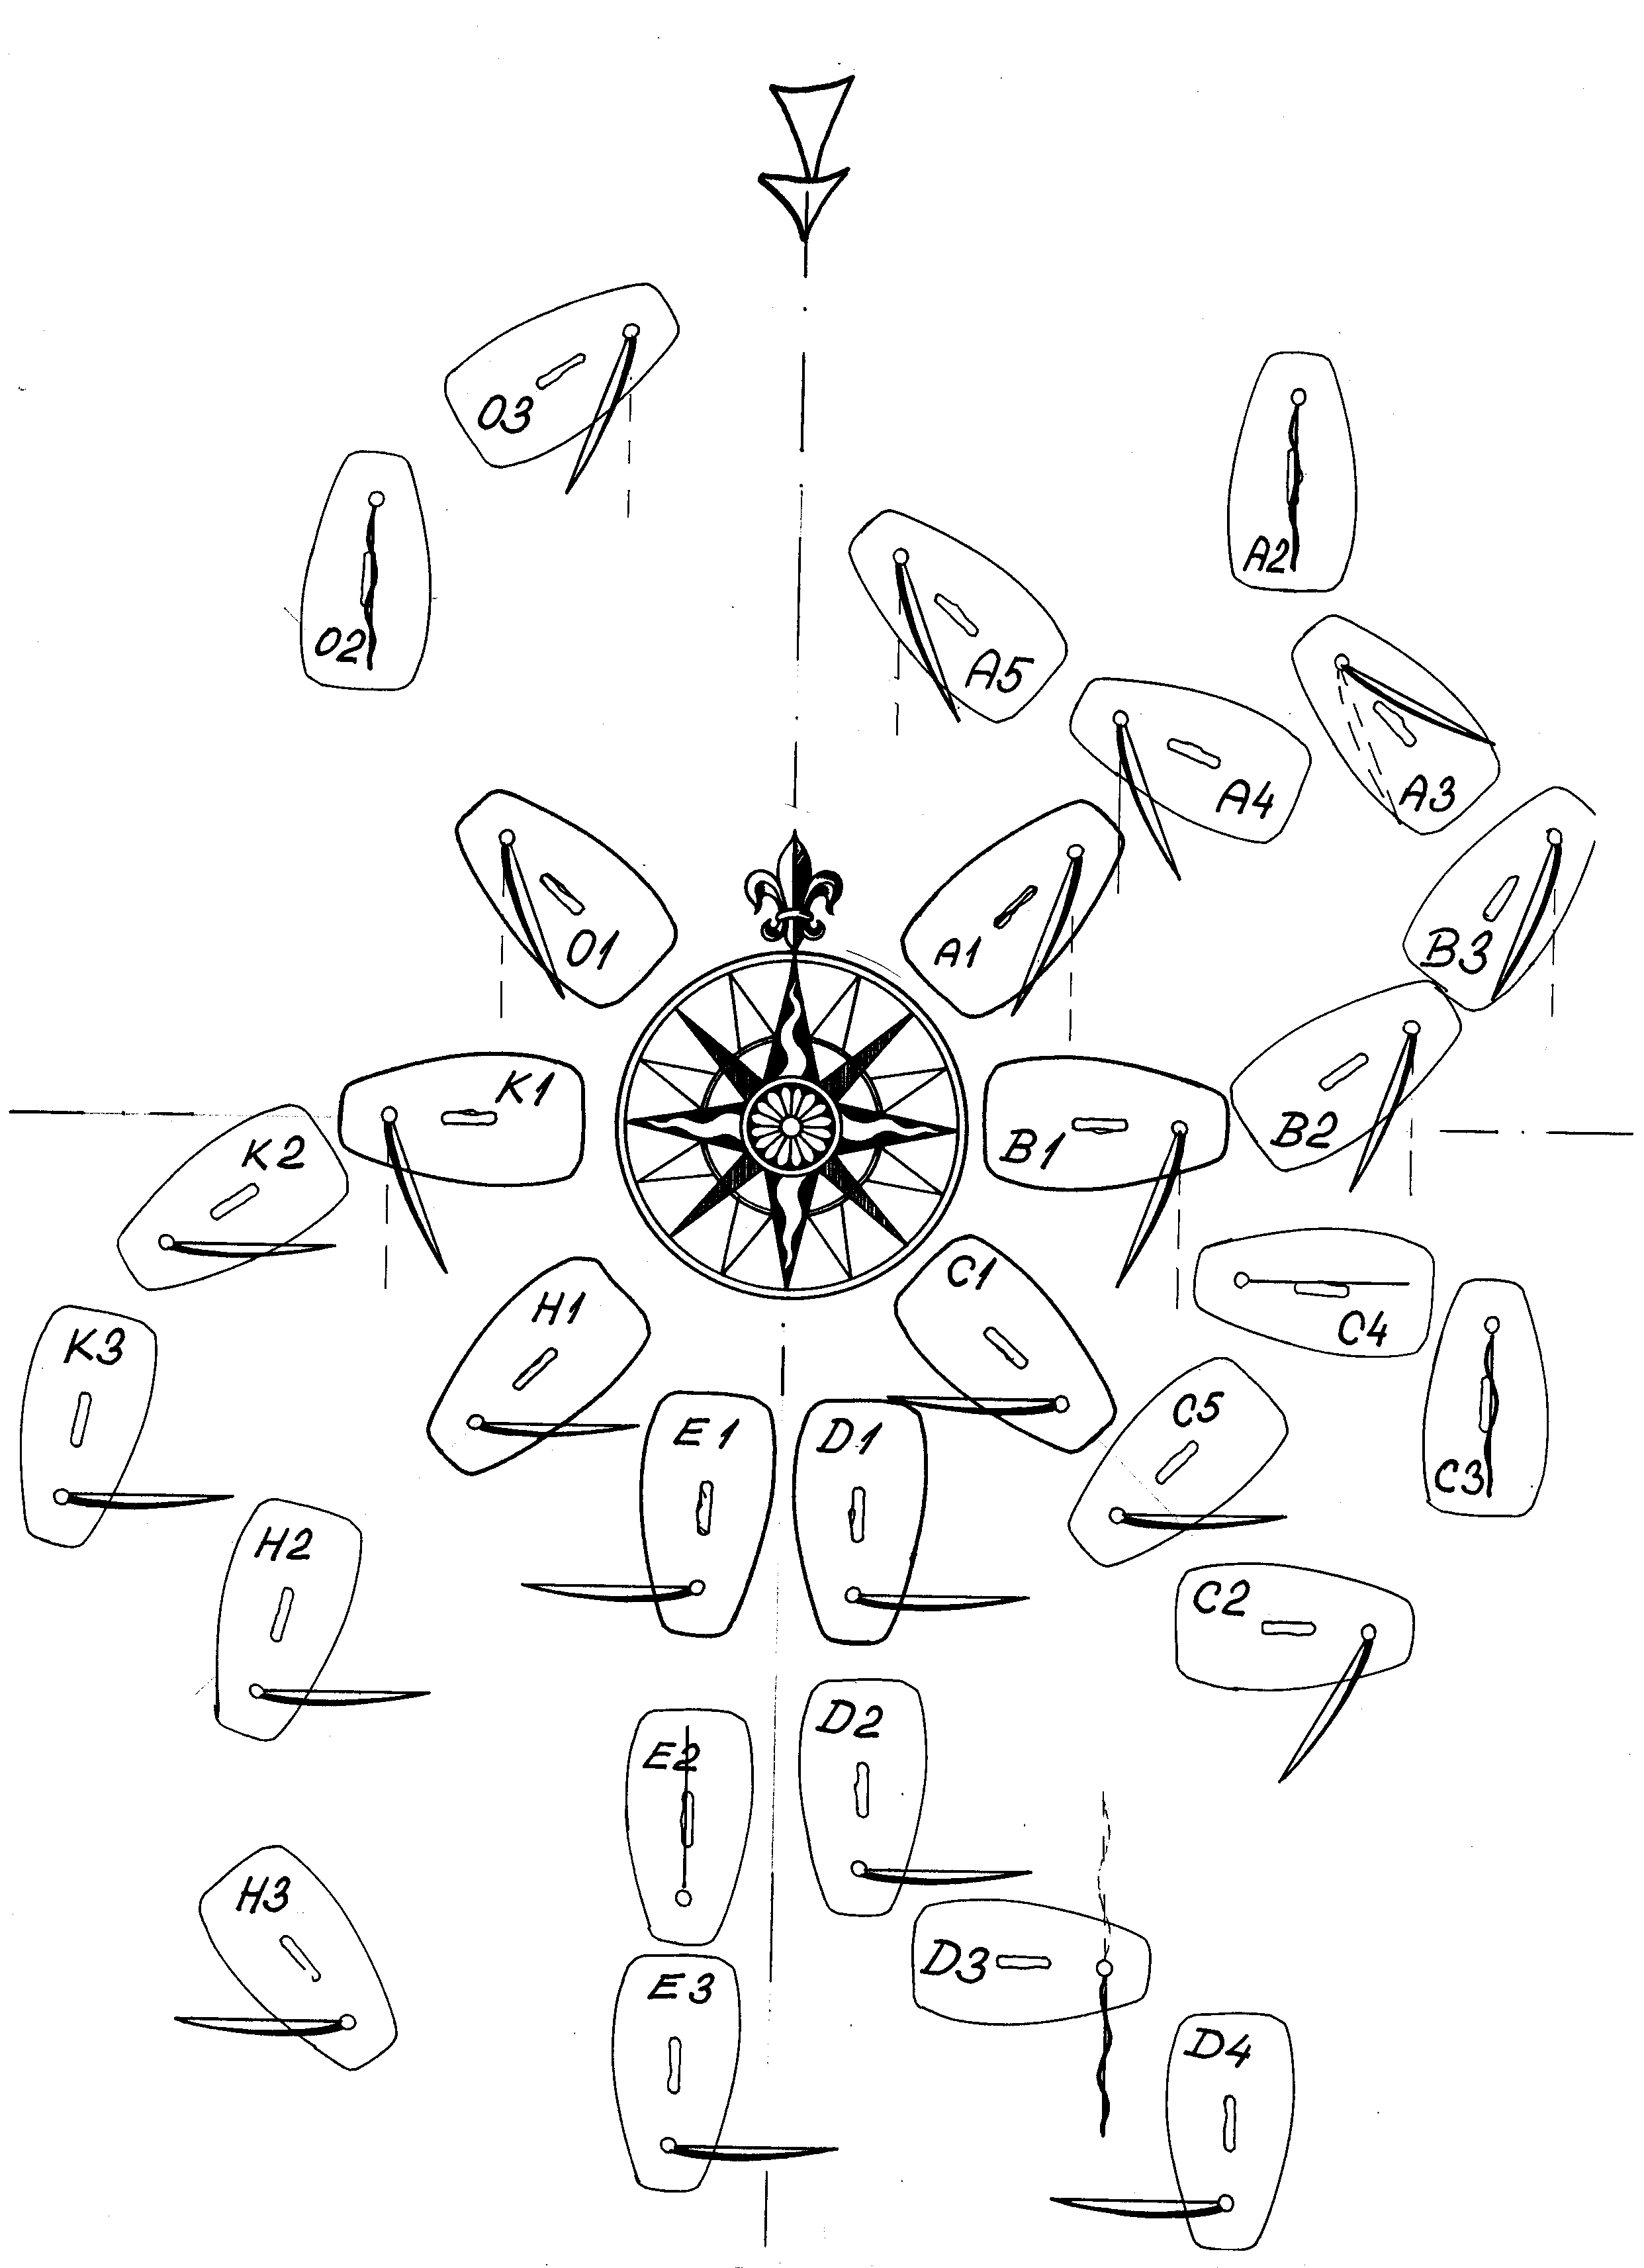 O3
A2
O2
A5
A4
A3
O1
A1
B3
K1
B1
B2
K2
H1
C1
C4
K3
E1
D1
C5
C3
H2
C2
E2
D2
H3
D3
E3
D4